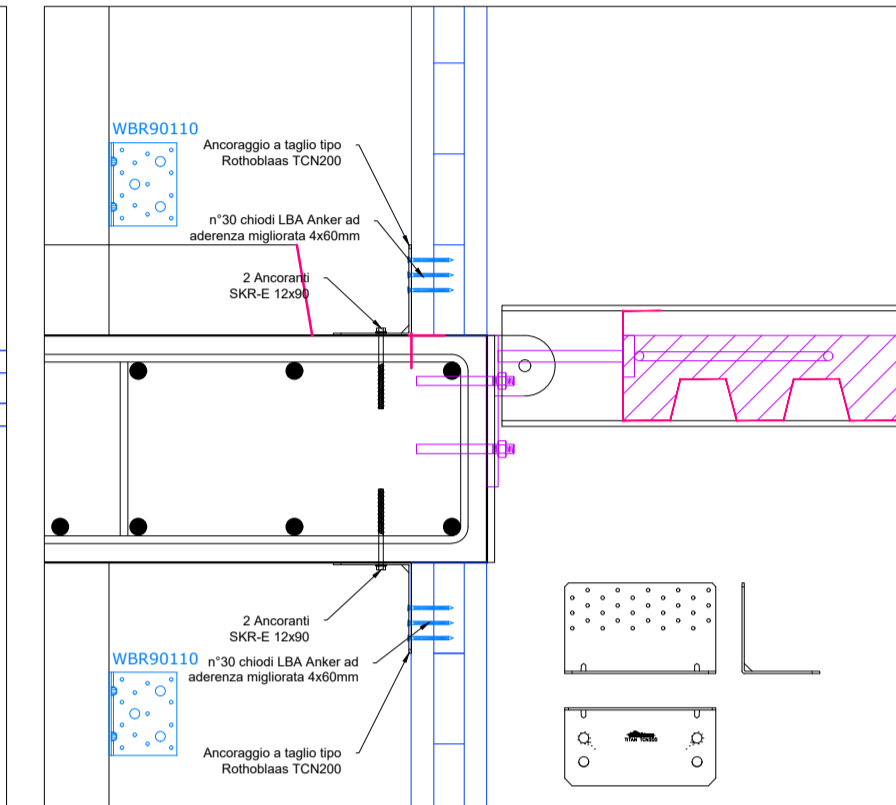 WBR90110
Ancoraggio a taglio tipo
Rothoblaas TCN200
n°30 chiodi LBA Anker ad
aderenza migliorata 4x60mm
2 Ancoranti
SKR-E 12x90
2 Ancoranti
SKR-E 12x90
WBR90110
n°30 chiodi LBA Anker ad
aderenza migliorata 4x60mm
Ancoraggio a taglio tipo
Rothoblaas TCN200
TITAN